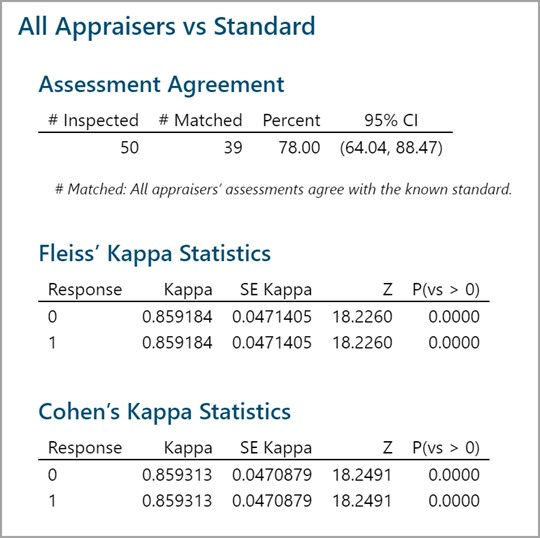 All Appraisers vs Standard
Assessment Agreement
# Inspected # Matched Percent 95% CI
50 39 78.00 (64.04, 88.47)
# Matched: All appraisers’ assessments agree with the known standard.
Fleiss’ Kappa Statistics
Response Kappa SE Kappa Z P(vs > 0)
0 0.859184 0.0471405 18.2260 0.0000
1 0.859184 0.0471405 18.2260 0.0000
Cohen’s Kappa Statistics
Response Kappa SE Kappa Z P(vs > 0)
0 0.859313 0.0470879 18.2491 0.0000
1 0.859313 0.0470879 18.2491 0.0000